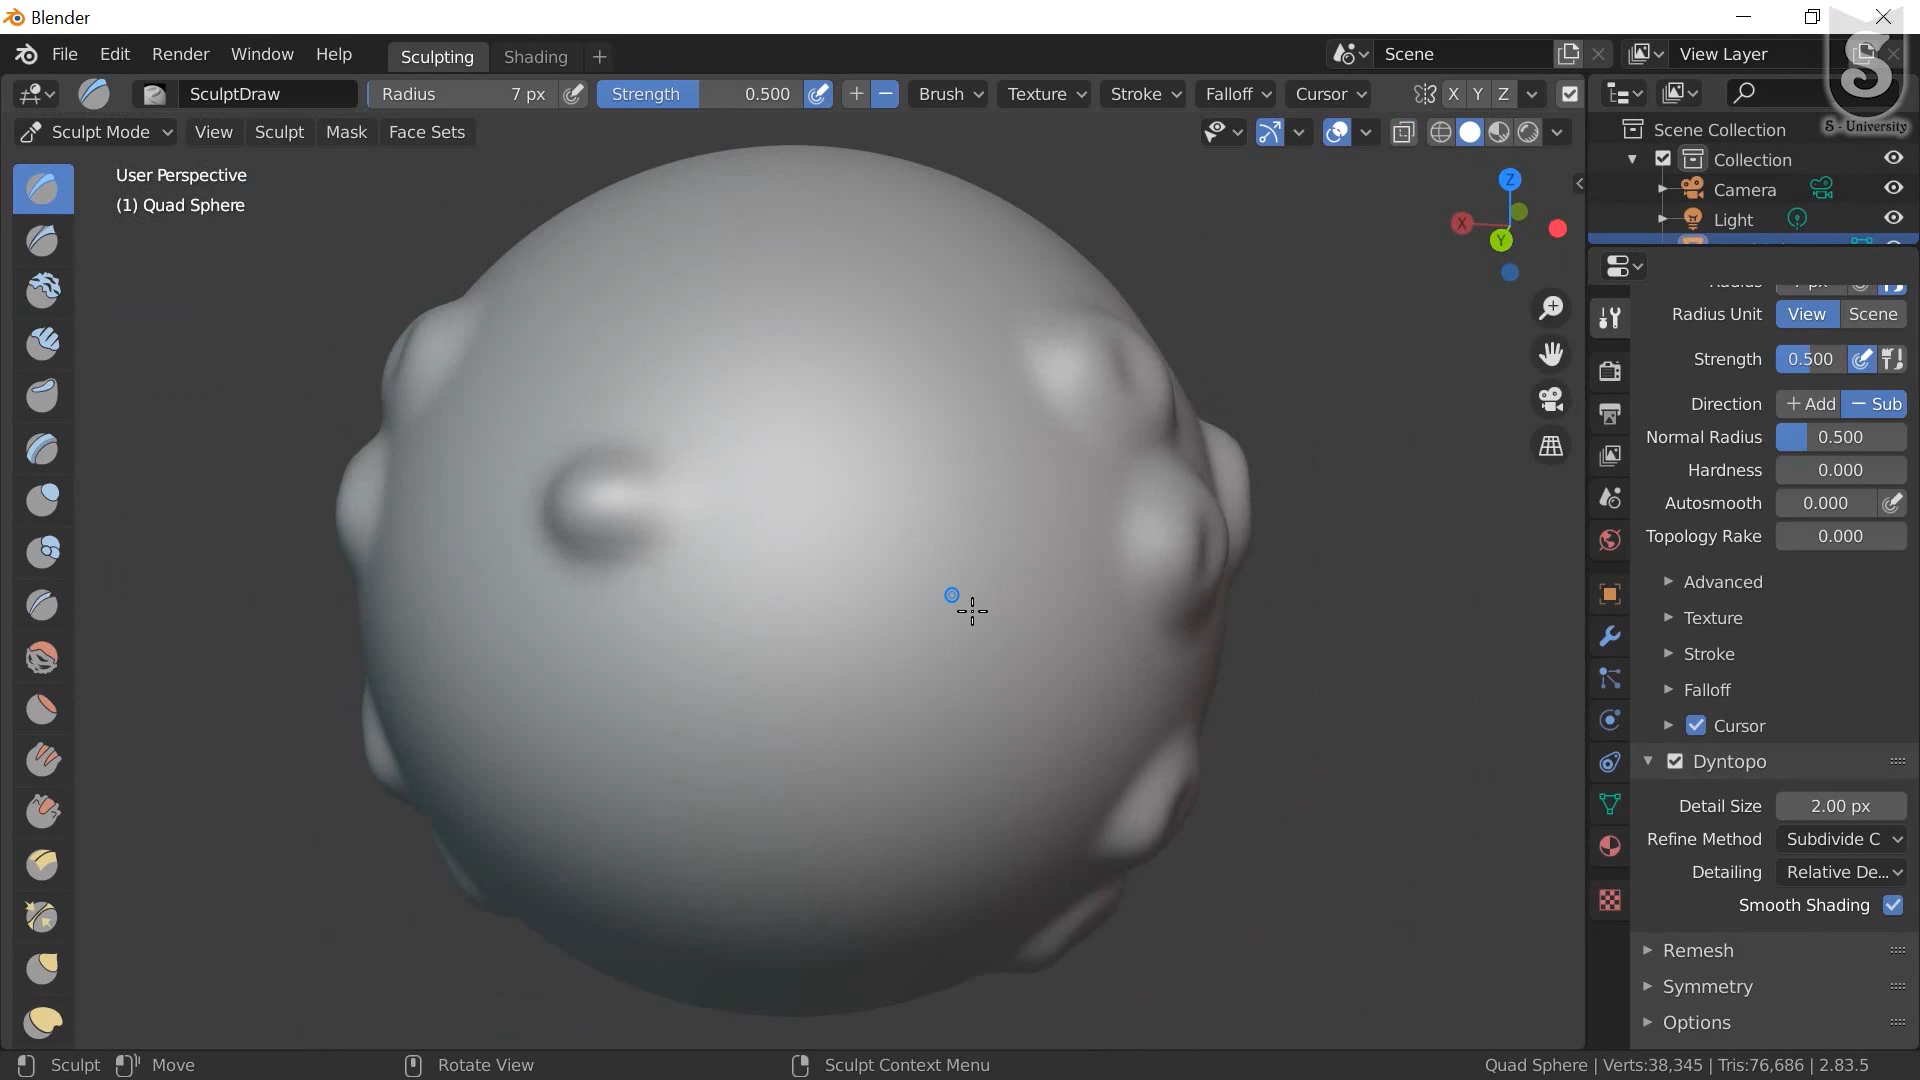 Blender
File Edit Render Window Help Sculpting Shading + Scene View Layer
SculptDraw Radius 7 px Strength 0.500 + − Brush Texture Stroke Falloff Cursor X Y Z
Sculpt Mode View Sculpt Mask Face Sets
S
S - University
User Perspective
(1) Quad Sphere
Z
X
Y
Scene Collection
Collection
Camera
Light
Radius 7 px
Radius Unit View Scene
Strength 0.500
Direction + Add − Sub
Normal Radius 0.500
Hardness 0.000
Autosmooth 0.000
Topology Rake 0.000
Advanced
Texture
Stroke
Falloff
Cursor
Dyntopo
Detail Size 2.00 px
Refine Method Subdivide C
Detailing Relative De...
Smooth Shading
Remesh
Symmetry
Options
Sculpt Move Rotate View Sculpt Context Menu Quad Sphere | Verts:38,345 | Tris:76,686 | 2.83.5